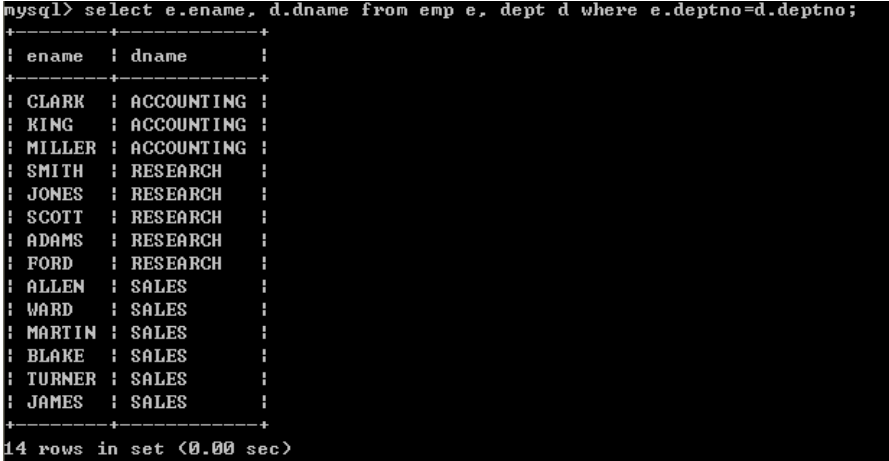 mysql> select e.ename, d.dname from emp e, dept d where e.deptno=d.deptno;
+--------+------------+
| ename  | dname      |
+--------+------------+
| CLARK  | ACCOUNTING |
| KING   | ACCOUNTING |
| MILLER | ACCOUNTING |
| SMITH  | RESEARCH   |
| JONES  | RESEARCH   |
| SCOTT  | RESEARCH   |
| ADAMS  | RESEARCH   |
| FORD   | RESEARCH   |
| ALLEN  | SALES      |
| WARD   | SALES      |
| MARTIN | SALES      |
| BLAKE  | SALES      |
| TURNER | SALES      |
| JAMES  | SALES      |
+--------+------------+
14 rows in set (0.00 sec)